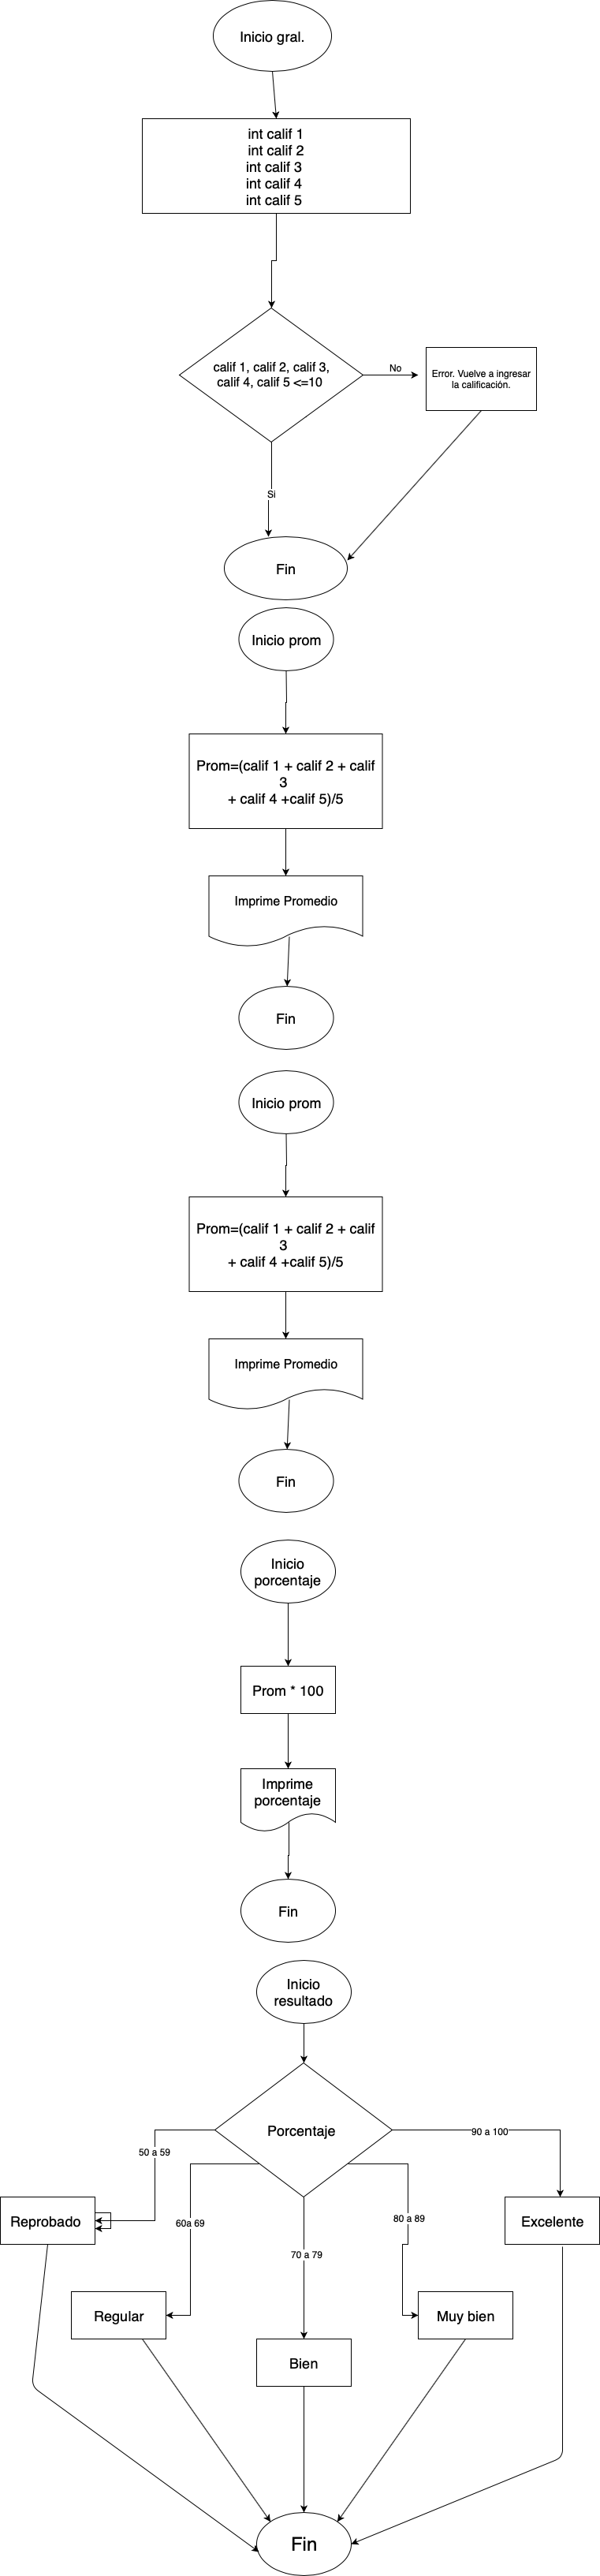 Inicio gral.
int calif 1
int calif 2
int calif 3
int calif 4
int calif 5
calif 1, calif 2, calif 3,
calif 4, calif 5 <=10
No
Error. Vuelve a ingresar
la calificación.
Si
Fin
Inicio prom
Prom=(calif 1 + calif 2 + calif
3
+ calif 4 +calif 5)/5
Imprime Promedio
Fin
Inicio prom
Prom=(calif 1 + calif 2 + calif
3
+ calif 4 +calif 5)/5
Imprime Promedio
Fin
Inicio
porcentaje
Prom * 100
Imprime
porcentaje
Fin
Inicio
resultado
Porcentaje
90 a 100
50 a 59
80 a 89
60a 69
Reprobado
Excelente
70 a 79
Regular
Muy bien
Bien
Fin